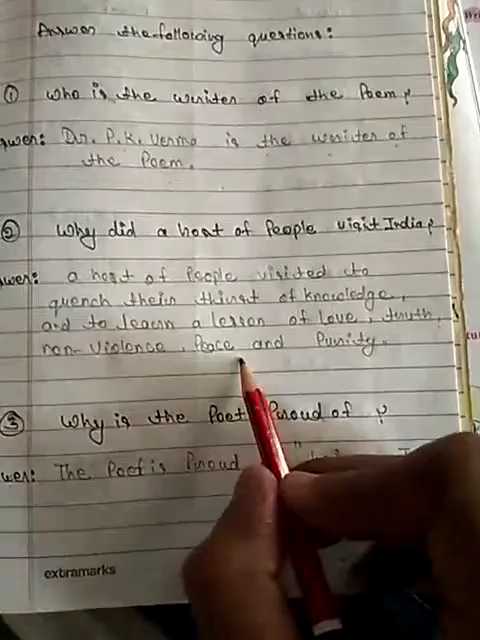 Answer the following questions:
① Who is the writer of the Poem?
wer: Dr. P.K. Verma is the writer of
the Poem.
② Why did a host of People visit India?
wer: a host of People visited to
quench their thirst of knowledge,
and to learn a lesson of love, truth,
non-violence, Peace and Purity.
③ Why is the Poet Proud of ?
wer: The Poet is Proud
extramarks